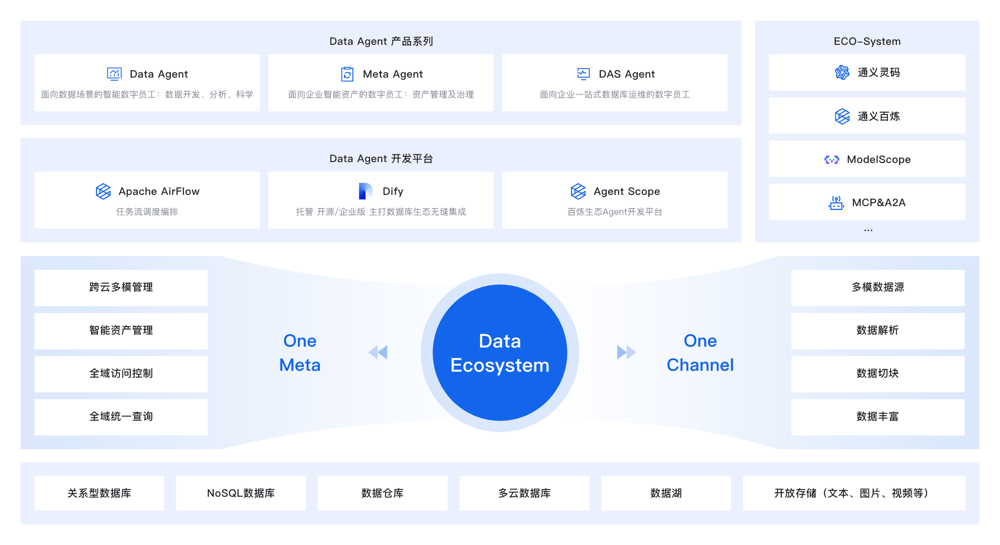 Data Agent 产品系列
Data Agent
面向数据场景的智能数字员工：数据开发、分析、科学
Meta Agent
面向企业智能资产的数字员工：资产管理及治理
DAS Agent
面向企业一站式数据库运维的数字员工
ECO-System
通义灵码
通义百炼
ModelScope
MCP&A2A
...
Data Agent 开发平台
Apache AirFlow
任务流调度编排
Dify
托管 开源/企业版 主打数据库生态无缝集成
Agent Scope
百炼生态Agent开发平台
跨云多模管理
智能资产管理
全域访问控制
全域统一查询
One
Meta
Data
Ecosystem
One
Channel
多模数据源
数据解析
数据切块
数据丰富
关系型数据库
NoSQL数据库
数据仓库
多云数据库
数据湖
开放存储（文本、图片、视频等）